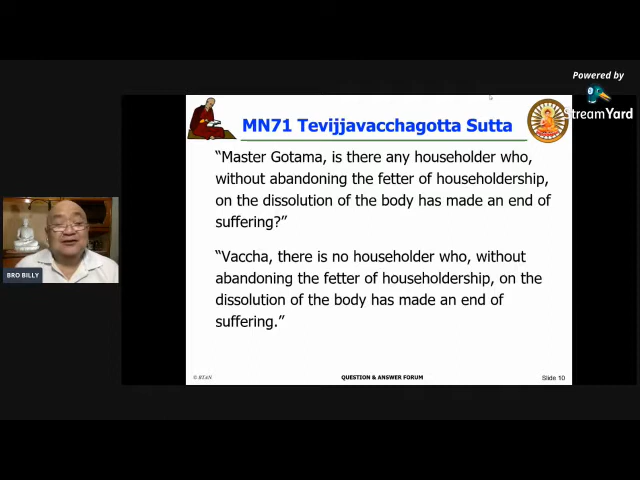 Powered by
StreamYard
MN71 Tevijjavacchagotta Sutta
“Master Gotama, is there any householder who,
without abandoning the fetter of householdership,
on the dissolution of the body has made an end of
suffering?”
“Vaccha, there is no householder who, without
abandoning the fetter of householdership, on the
dissolution of the body has made an end of
suffering.”
BRO BILLY
© BTAN
QUESTION & ANSWER FORUM
Slide 10